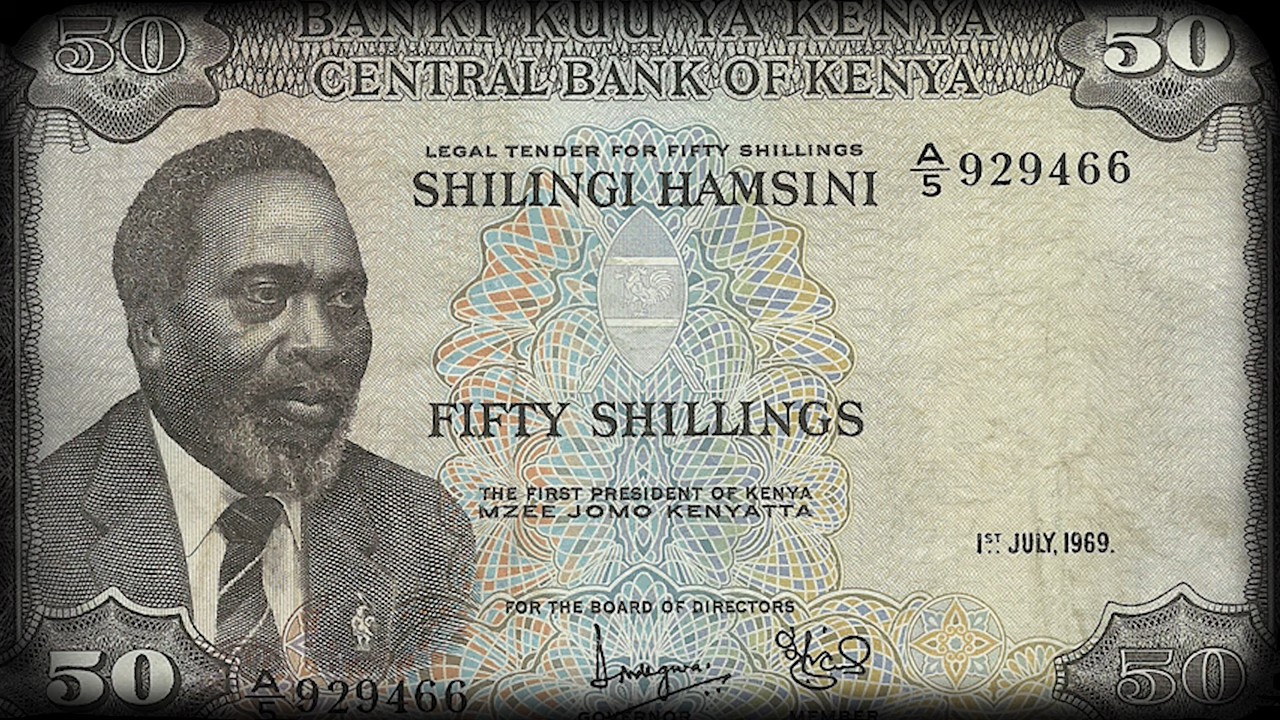 50
50
BANKI KUU YA KENYA
CENTRAL BANK OF KENYA
LEGAL TENDER FOR FIFTY SHILLINGS
SHILINGI HAMSINI
A/5 929466
FIFTY SHILLINGS
THE FIRST PRESIDENT OF KENYA
MZEE JOMO KENYATTA
1ST JULY, 1969.
FOR THE BOARD OF DIRECTORS
50
A/5 929466
GOVERNOR
MEMBER
50